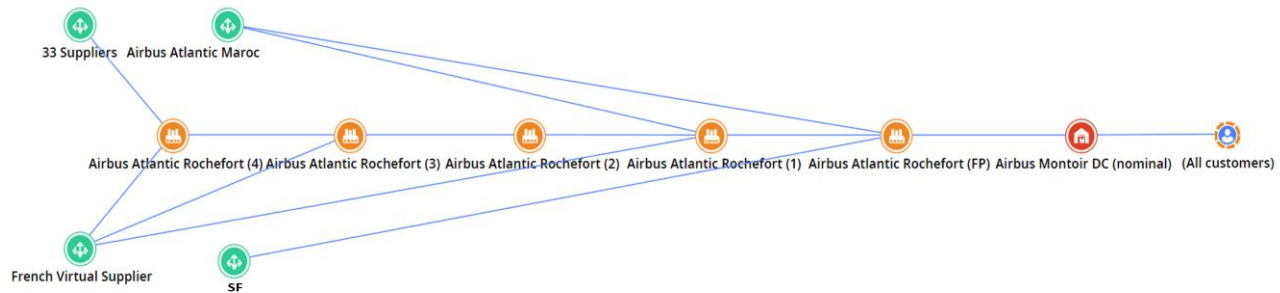 33 Suppliers
Airbus Atlantic Maroc
Airbus Atlantic Rochefort (4)
Airbus Atlantic Rochefort (3)
Airbus Atlantic Rochefort (2)
Airbus Atlantic Rochefort (1)
Airbus Atlantic Rochefort (FP)
Airbus Montoir DC (nominal)
(All customers)
French Virtual Supplier
SF